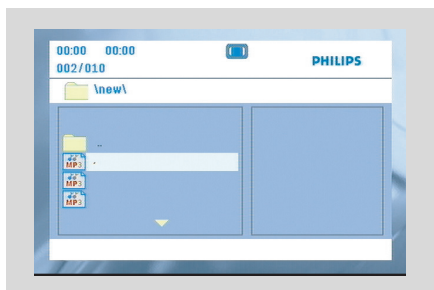 00:00 00:00
002/010
PHILIPS
\new\
..
MP3 .
MP3
MP3